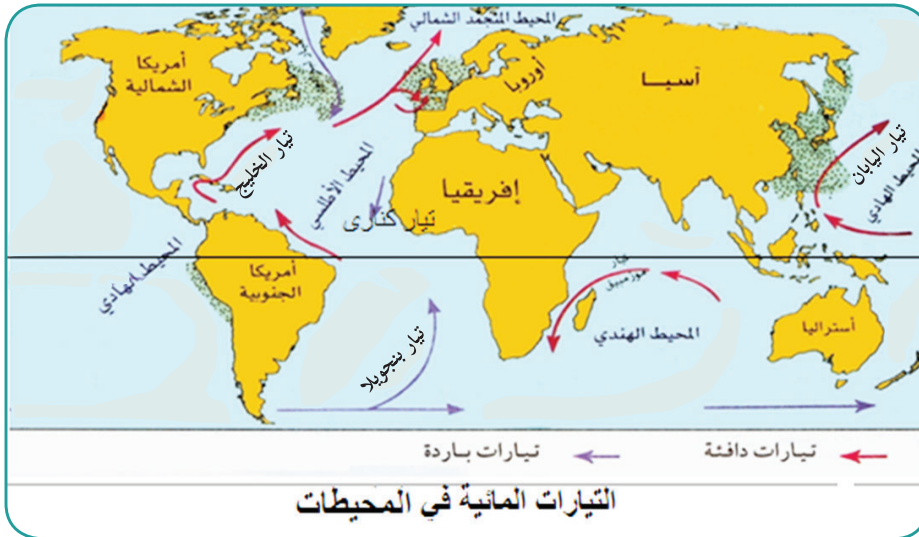 المحيط المتجمد الشمالي
أمريكا
الشمالية
أوروبا
آسيا
تيار الخليج
المحيط الأطلسي
تيار اليابان
المحيط الهادي
إفريقيا
تيار كنارى
المحيط الهادي
أمريكا
الجنوبية
تيار
موزمبيق
المحيط الهندي
أستراليا
تيار بنجويلا
تيارات دافئة
تيارات باردة
التيارات المائية في المحيطات